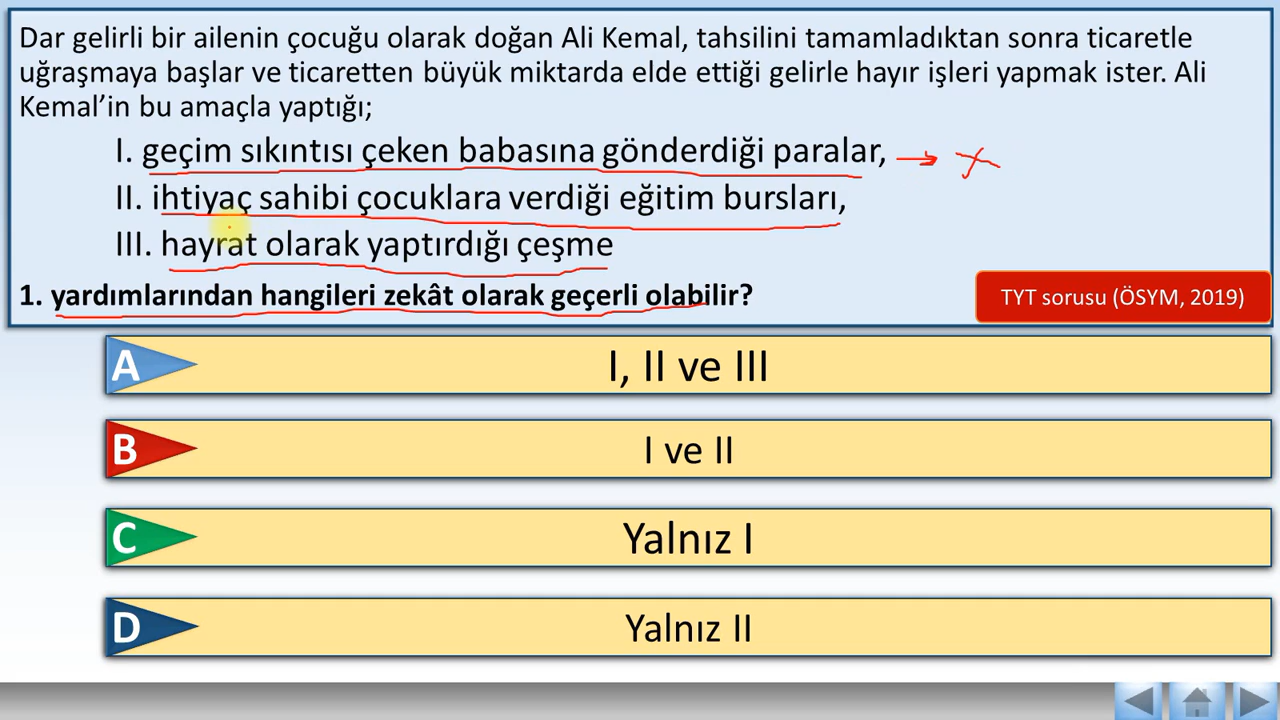 Dar gelirli bir ailenin çocuğu olarak doğan Ali Kemal, tahsilini tamamladıktan sonra ticaretle
uğraşmaya başlar ve ticaretten büyük miktarda elde ettiği gelirle hayır işleri yapmak ister. Ali
Kemal’in bu amaçla yaptığı;
I. geçim sıkıntısı çeken babasına gönderdiği paralar,
II. ihtiyaç sahibi çocuklara verdiği eğitim bursları,
III. hayrat olarak yaptırdığı çeşme
1. yardımlarından hangileri zekât olarak geçerli olabilir?
TYT sorusu (ÖSYM, 2019)
A I, II ve III
B I ve II
C Yalnız I
D Yalnız II